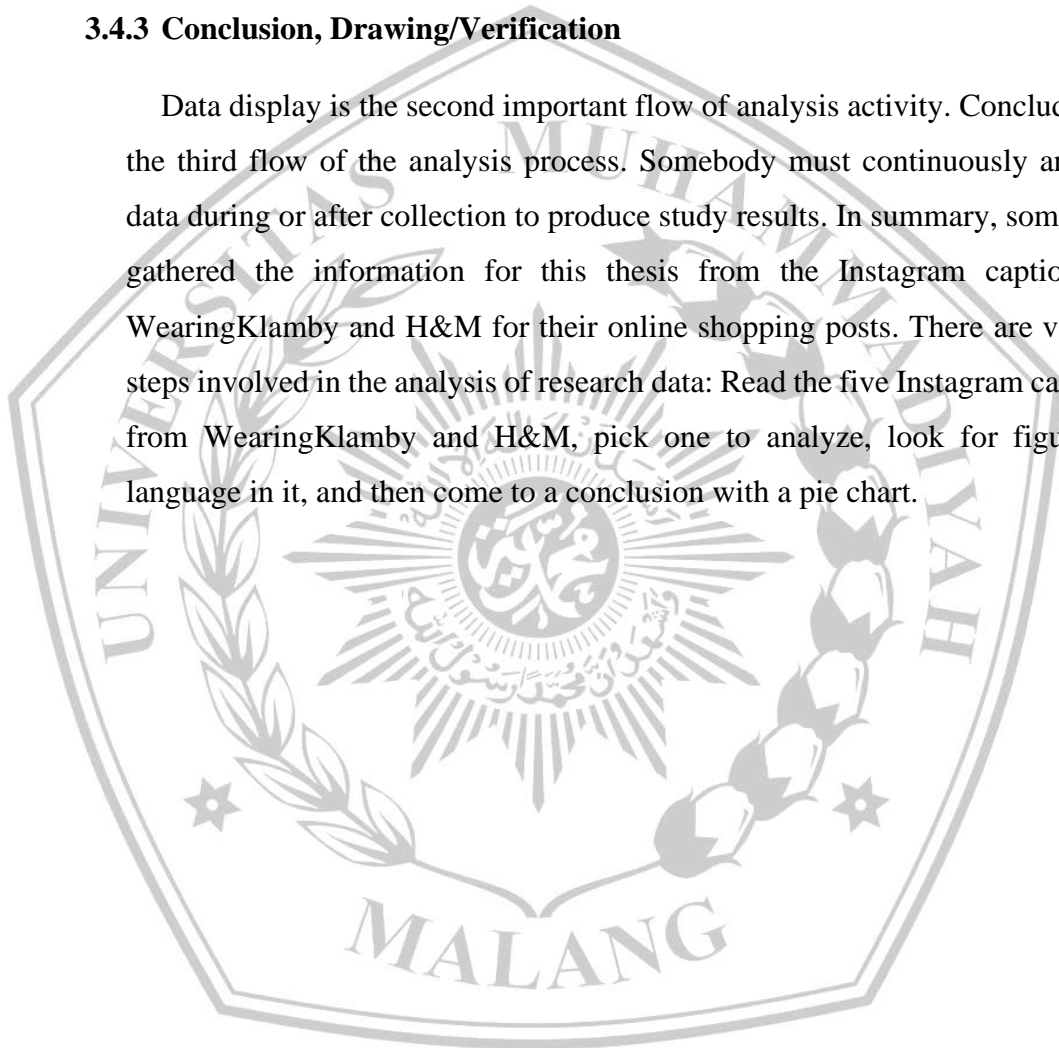 3.4.3 Conclusion, Drawing/Verification
Data display is the second important flow of analysis activity. Conclud
the third flow of the analysis process. Somebody must continuously an
data during or after collection to produce study results. In summary, som
gathered the information for this thesis from the Instagram captio
WearingKlamby and H&M for their online shopping posts. There are v
steps involved in the analysis of research data: Read the five Instagram ca
from WearingKlamby and H&M, pick one to analyze, look for figu
language in it, and then come to a conclusion with a pie chart.
UNIVERSITAS MUHAMMADIYAH
MALANG